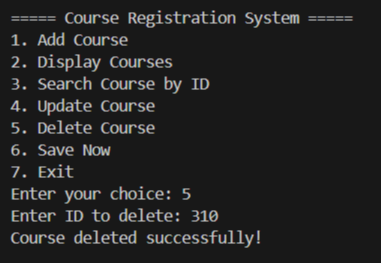 ===== Course Registration System =====
1. Add Course
2. Display Courses
3. Search Course by ID
4. Update Course
5. Delete Course
6. Save Now
7. Exit
Enter your choice: 5
Enter ID to delete: 310
Course deleted successfully!